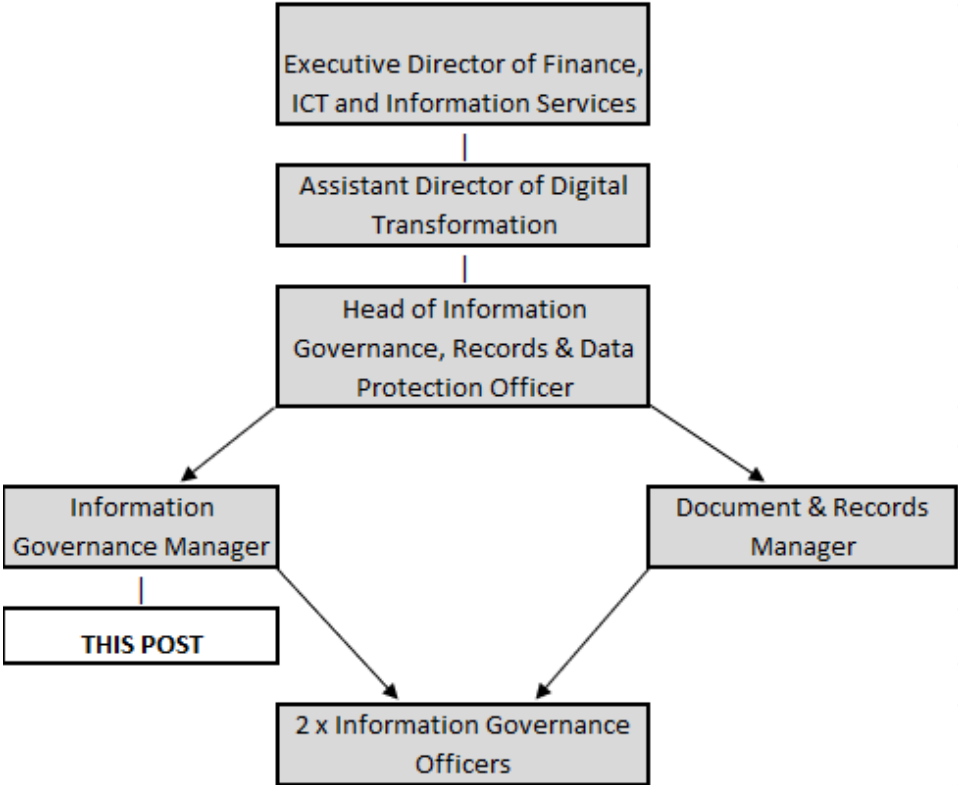 Executive Director of Finance,
ICT and Information Services
Assistant Director of Digital
Transformation
Head of Information
Governance, Records & Data
Protection Officer
Information
Governance Manager
Document & Records
Manager
THIS POST
2 x Information Governance
Officers